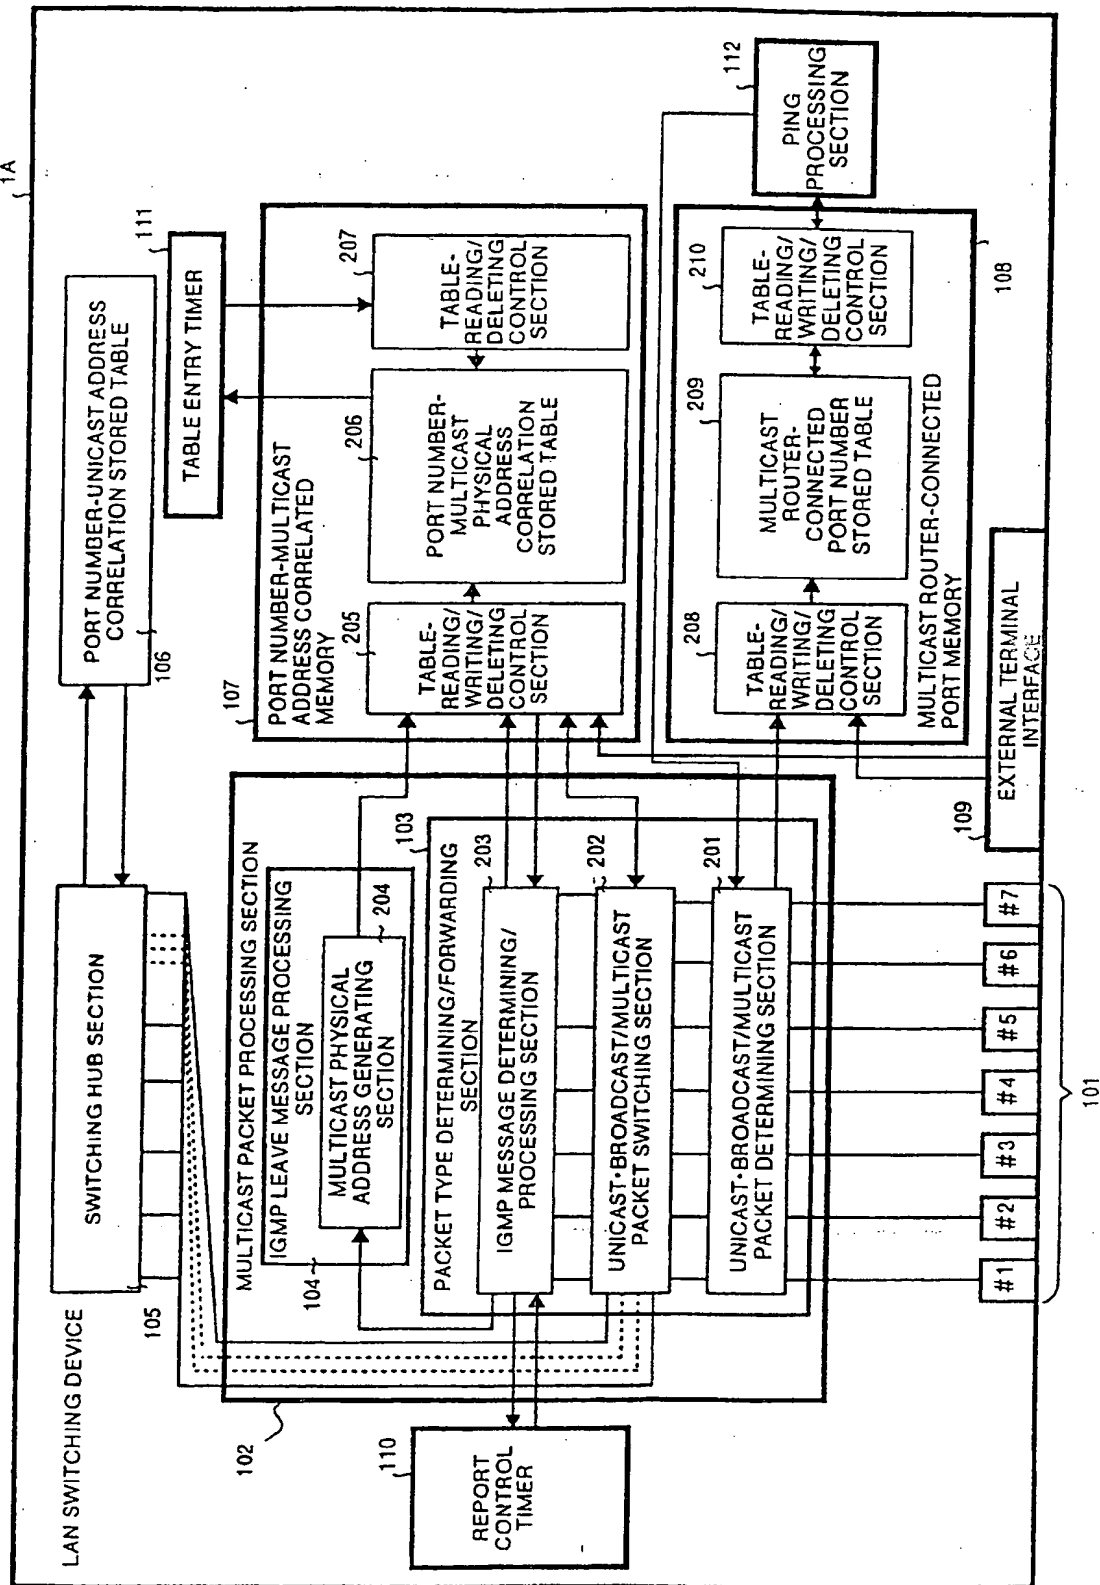 1A
LAN SWITCHING DEVICE
SWITCHING HUB SECTION
105
PORT NUMBER-UNICAST ADDRESS
CORRELATION STORED TABLE
106
TABLE ENTRY TIMER
111
102
MULTICAST PACKET PROCESSING SECTION
IGMP LEAVE MESSAGE PROCESSING
SECTION
104
MULTICAST PHYSICAL
ADDRESS GENERATING
SECTION
204
PACKET TYPE DETERMINING/FORWARDING
SECTION
103
IGMP MESSAGE DETERMINING/
PROCESSING SECTION
203
UNICAST•BROADCAST/MULTICAST
PACKET SWITCHING SECTION
202
UNICAST•BROADCAST/MULTICAST
PACKET DETERMINING SECTION
201
107
PORT NUMBER-MULTICAST
ADDRESS CORRELATED
MEMORY
205
TABLE-
READING/
WRITING/
DELETING
CONTROL
SECTION
206
PORT NUMBER-
MULTICAST
PHYSICAL
ADDRESS
CORRELATION
STORED TABLE
207
TABLE-
READING/
DELETING
CONTROL
SECTION
208
TABLE-
READING/
WRITING/
DELETING
CONTROL
SECTION
209
MULTICAST
ROUTER-
CONNECTED
PORT NUMBER
STORED TABLE
210
TABLE-
READING/
WRITING/
DELETING
CONTROL
SECTION
MULTICAST ROUTER-CONNECTED
PORT MEMORY
108
112
PING
PROCESSING
SECTION
110
REPORT
CONTROL
TIMER
#1
#2
#3
#4
#5
#6
#7
101
109
EXTERNAL TERMINAL
INTERFACE